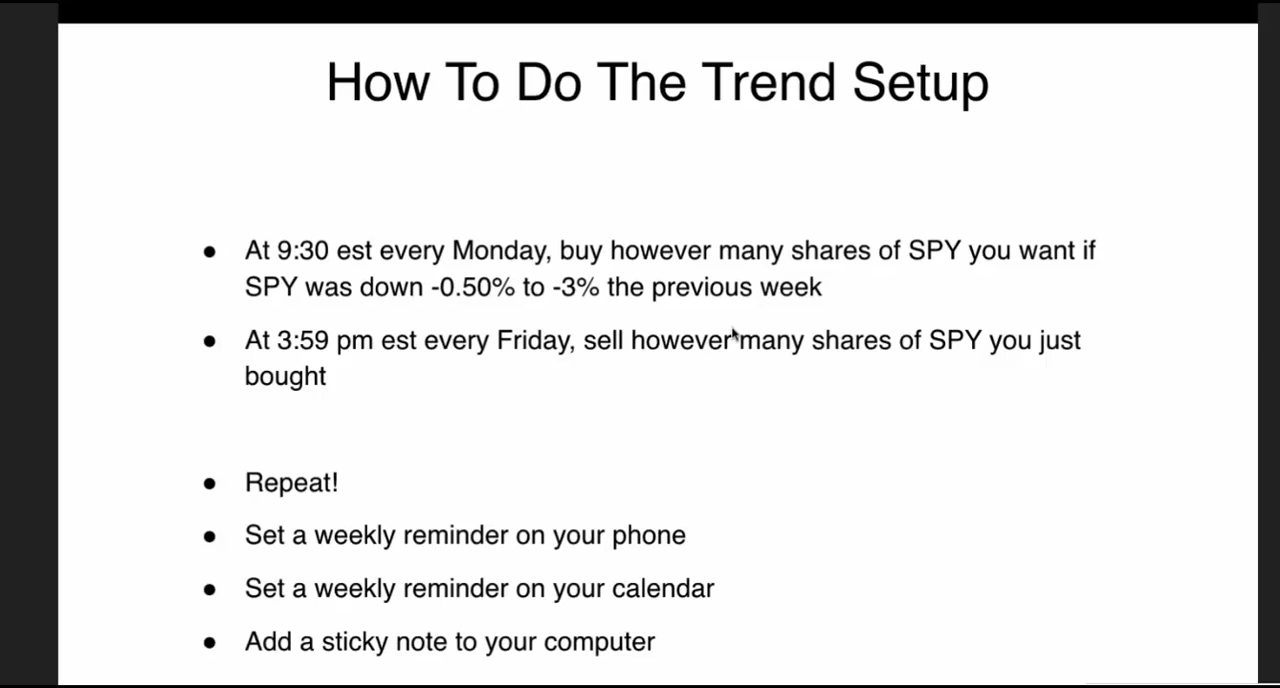 How To Do The Trend Setup
● At 9:30 est every Monday, buy however many shares of SPY you want if
SPY was down -0.50% to -3% the previous week
● At 3:59 pm est every Friday, sell however many shares of SPY you just
bought
● Repeat!
● Set a weekly reminder on your phone
● Set a weekly reminder on your calendar
● Add a sticky note to your computer